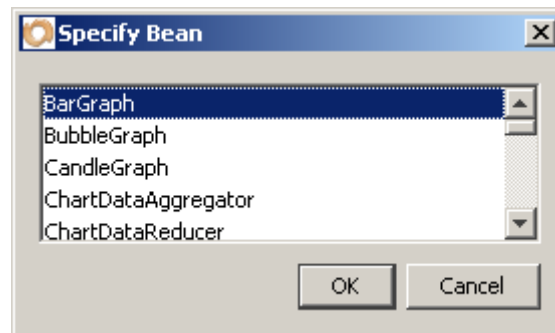 Specify Bean
BarGraph
BubbleGraph
CandleGraph
ChartDataAggregator
ChartDataReducer
OK
Cancel